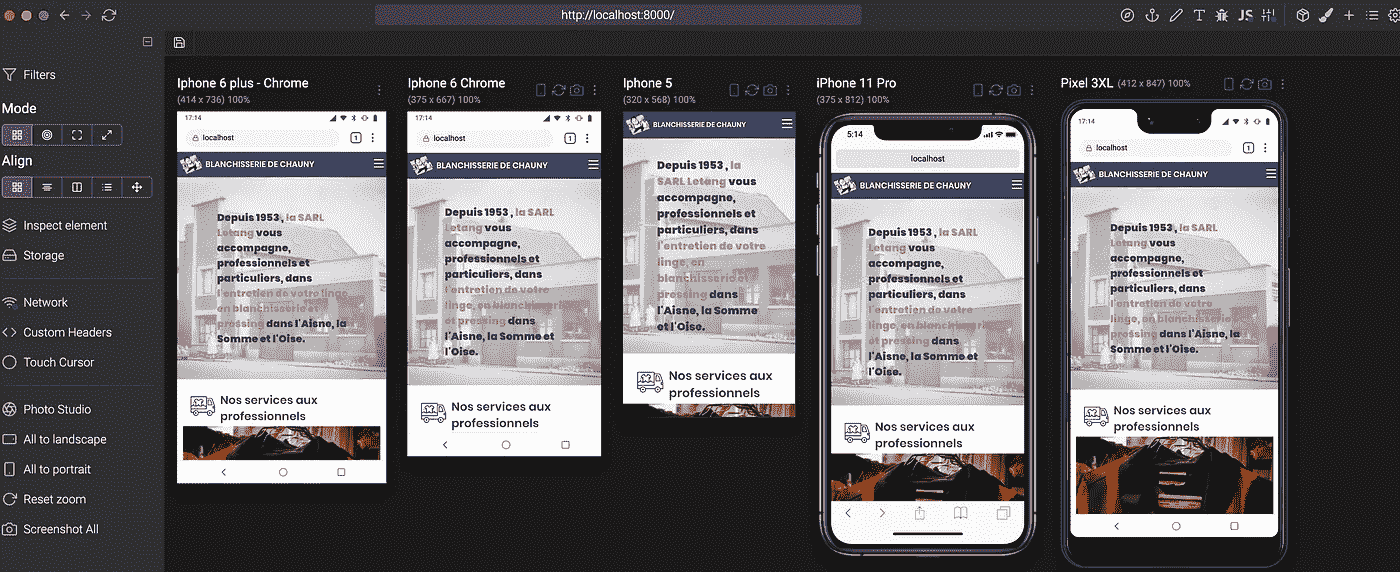 http://localhost:8000/
JS
Filters
Mode
Align
Inspect element
Storage
Network
Custom Headers
Touch Cursor
Photo Studio
All to landscape
All to portrait
Reset zoom
Screenshot All
Iphone 6 plus - Chrome
(414 x 736) 100%
17:14
localhost
1
BLANCHISSERIE DE CHAUNY
Depuis 1953 , la SARL
Letang vous
accompagne,
professionnels et
particuliers, dans
l'entretien de votre linge,
en blanchisserie et
pressing dans l'Aisne, la
Somme et l'Oise.
Nos services aux
professionnels
Iphone 6 Chrome
(375 x 667) 100%
17:14
localhost
1
BLANCHISSERIE DE CHAUNY
Depuis 1953 , la SARL
Letang vous
accompagne,
professionnels et
particuliers, dans
l'entretien de votre
linge, en blanchisserie
et pressing dans
l'Aisne, la Somme et
l'Oise.
Nos services aux
professionnels
Iphone 5
(320 x 568) 100%
BLANCHISSERIE DE CHAUNY
Depuis 1953 , la
SARL Letang vous
accompagne,
professionnels et
particuliers, dans
l'entretien de votre
linge, en
blanchisserie et
pressing dans
l'Aisne, la Somme
et l'Oise.
Nos services aux
professionnels
iPhone 11 Pro
(375 x 812) 100%
5:14
localhost
BLANCHISSERIE DE CHAUNY
Depuis 1953 , la SARL
Letang vous
accompagne,
professionnels et
particuliers, dans
l'entretien de votre
linge, en blanchisserie
et pressing dans
l'Aisne, la Somme et
l'Oise.
Nos services aux
professionnels
Pixel 3XL (412 x 847) 100%
17:14
localhost
1
BLANCHISSERIE DE CHAUNY
Depuis 1953 , la SARL
Letang vous
accompagne,
professionnels et
particuliers, dans
l'entretien de votre
linge, en blanchisserie et
pressing dans l'Aisne, la
Somme et l'Oise.
Nos services aux
professionnels